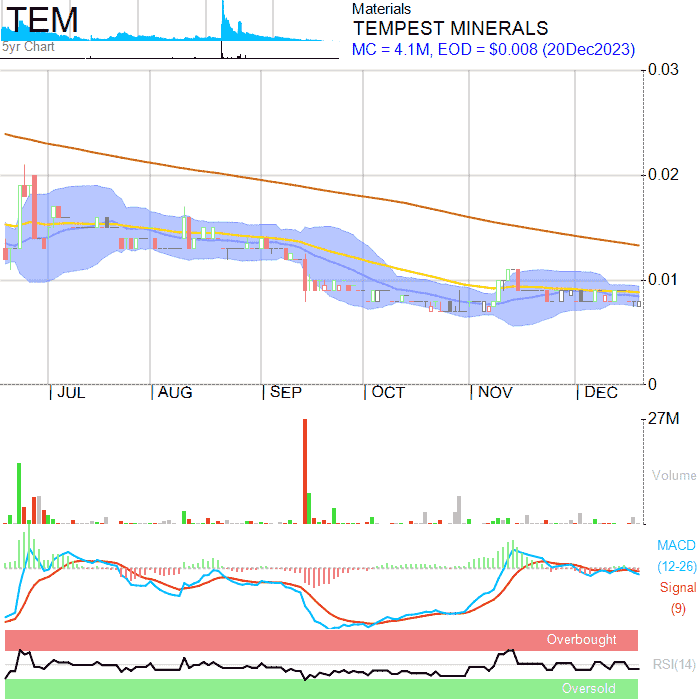 TEM
5yr Chart
Materials
TEMPEST MINERALS
MC = 4.1M, EOD = $0.008 (20Dec2023)
0.03
0.02
0.01
0
JUL AUG SEP OCT NOV DEC
27M
Volume
MACD
(12-26)
Signal
(9)
Overbought
RSI(14)
Oversold